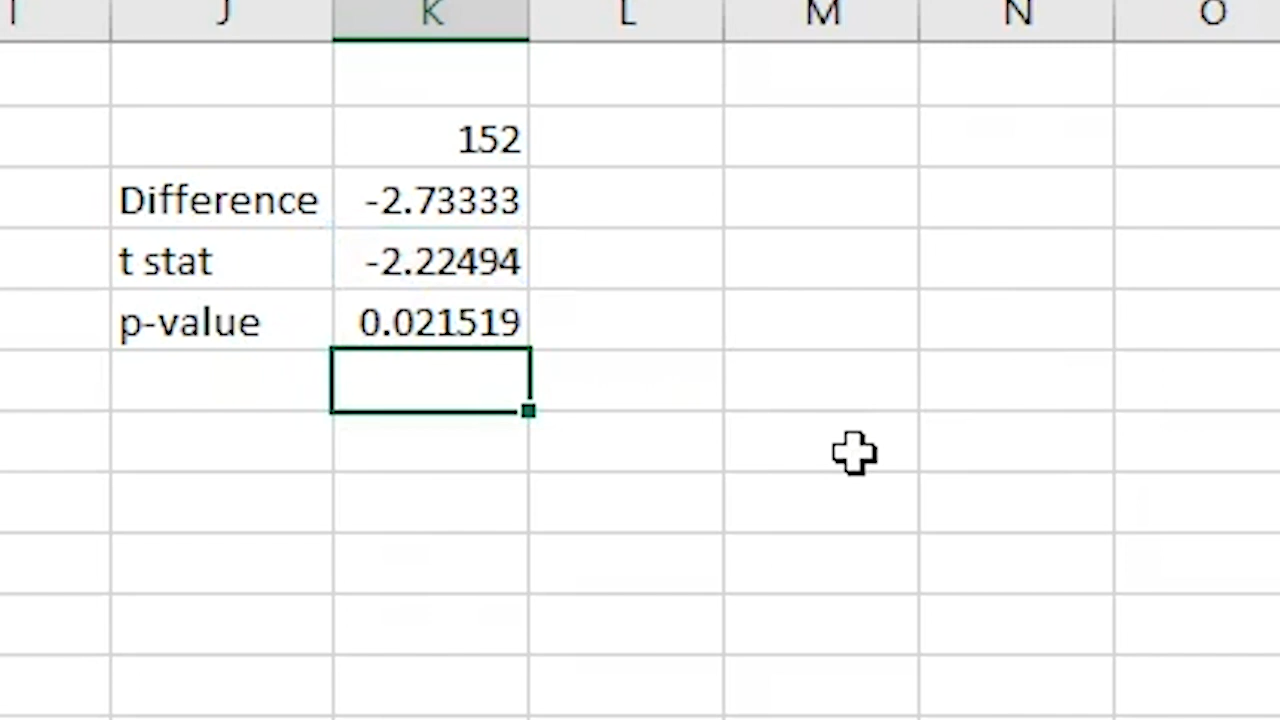 I J K L M N O
152
Difference -2.73333
t stat -2.22494
p-value 0.021519